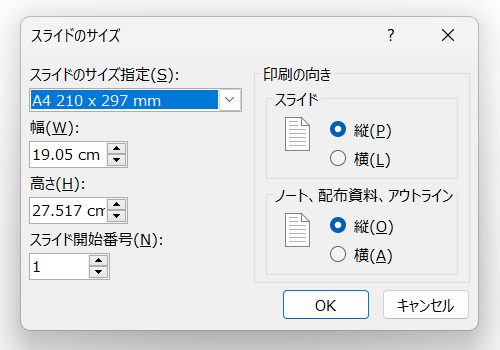 スライドのサイズ
?
スライドのサイズ指定(S):
A4 210 x 297 mm
幅(W):
19.05 cm
高さ(H):
27.517 cm
スライド開始番号(N):
1
印刷の向き
スライド
縦(P)
横(L)
ノート、配布資料、アウトライン
縦(O)
横(A)
OK
キャンセル